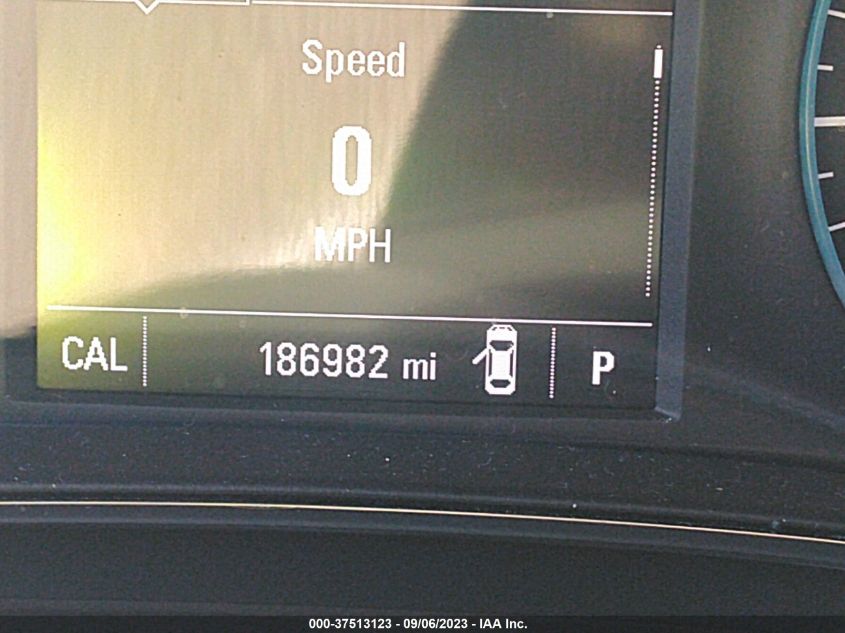 Speed
0
MPH
CAL 186982 mi P
000-37513123 - 09/06/2023 - IAA Inc.